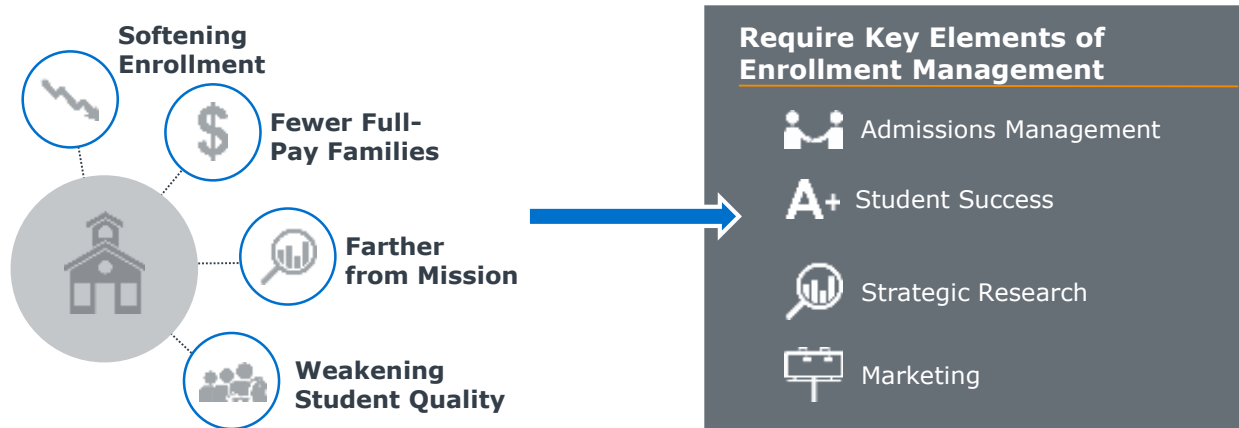 Softening
Enrollment
Fewer Full-
Pay Families
Farther
from Mission
Weakening
Student Quality
Require Key Elements of
Enrollment Management
Admissions Management
A+ Student Success
Strategic Research
Marketing